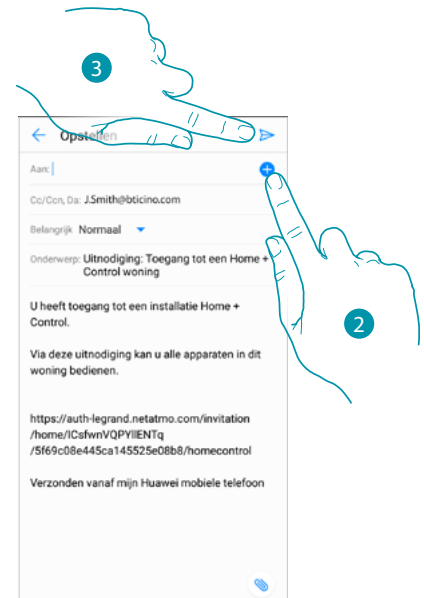 3
Opstellen
Aan:
Cc/Ccn, Da: J.Smith@bticino.com
Belangrijk Normaal
Onderwerp: Uitnodiging: Toegang tot een Home +
Control woning
U heeft toegang tot een installatie Home +
Control.
Via deze uitnodiging kan u alle apparaten in dit
woning bedienen.
https://auth-legrand.netatmo.com/invitation
/home/ICsfwnVQPYIlENTq
/5f69c08e445ca145525e08b8/homecontrol
Verzonden vanaf mijn Huawei mobiele telefoon
2